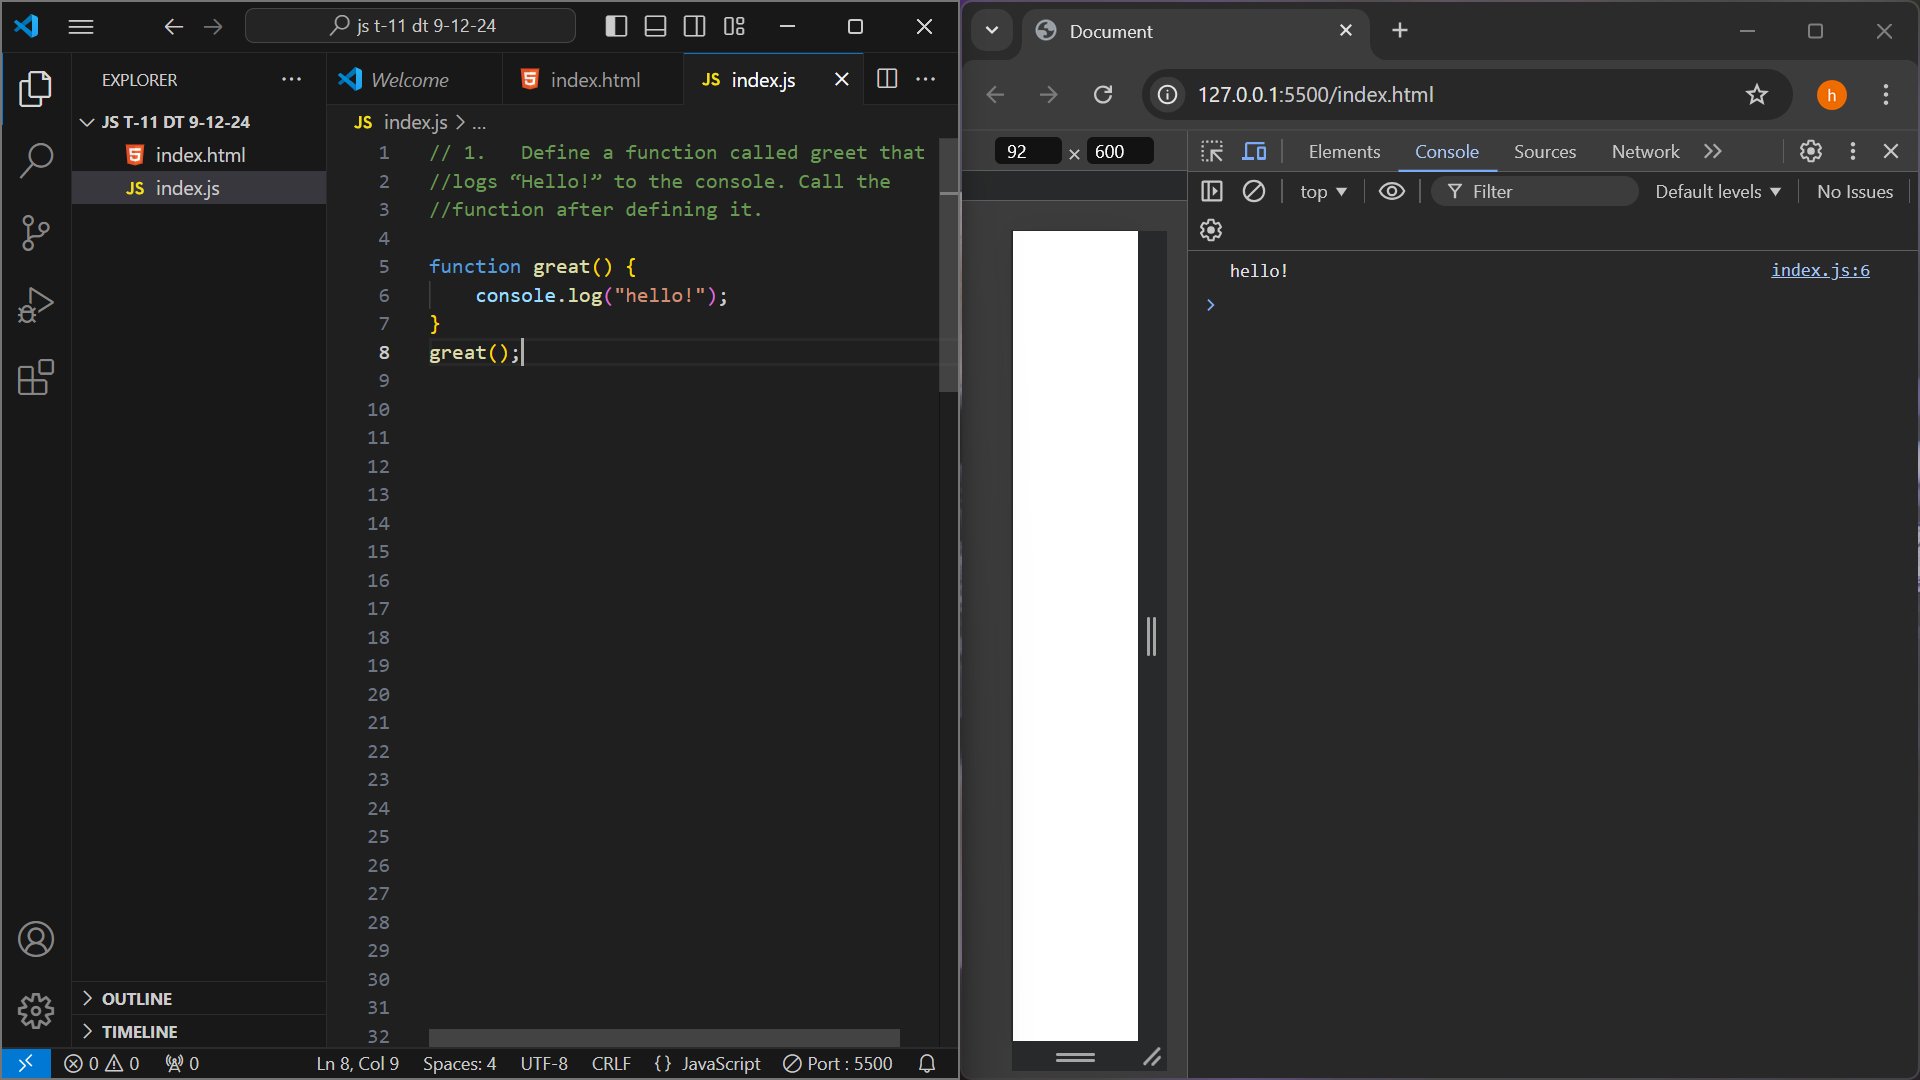 js t-11 dt 9-12-24
EXPLORER
JS T-11 DT 9-12-24
index.html
JS index.js
OUTLINE
TIMELINE
Welcome
index.html
JS index.js
JS index.js > ...
1 // 1.   Define a function called greet that
2 //logs “Hello!” to the console. Call the
3 //function after defining it.
4
5 function great() {
6     console.log("hello!");
7 }
8 great();
9
10
11
12
13
14
15
16
17
18
19
20
21
22
23
24
25
26
27
28
29
30
31
32
0 0 0 Ln 8, Col 9 Spaces: 4 UTF-8 CRLF {} JavaScript Port : 5500
Document
127.0.0.1:5500/index.html
h
92 × 600
Elements Console Sources Network
top Filter Default levels No Issues
hello! index.js:6